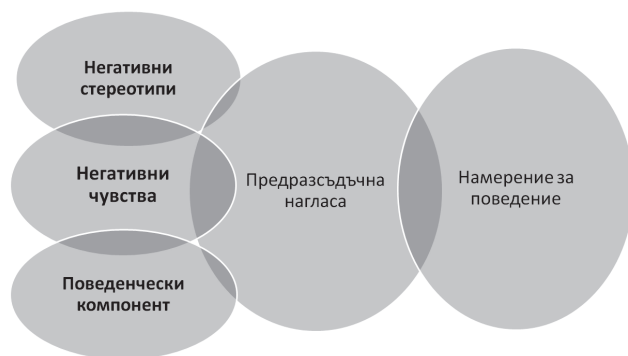 Негативни
стереотипи
Негативни
чувства
Поведенчески
компонент
Предразсъдъчна
нагласа
Намерение за
поведение